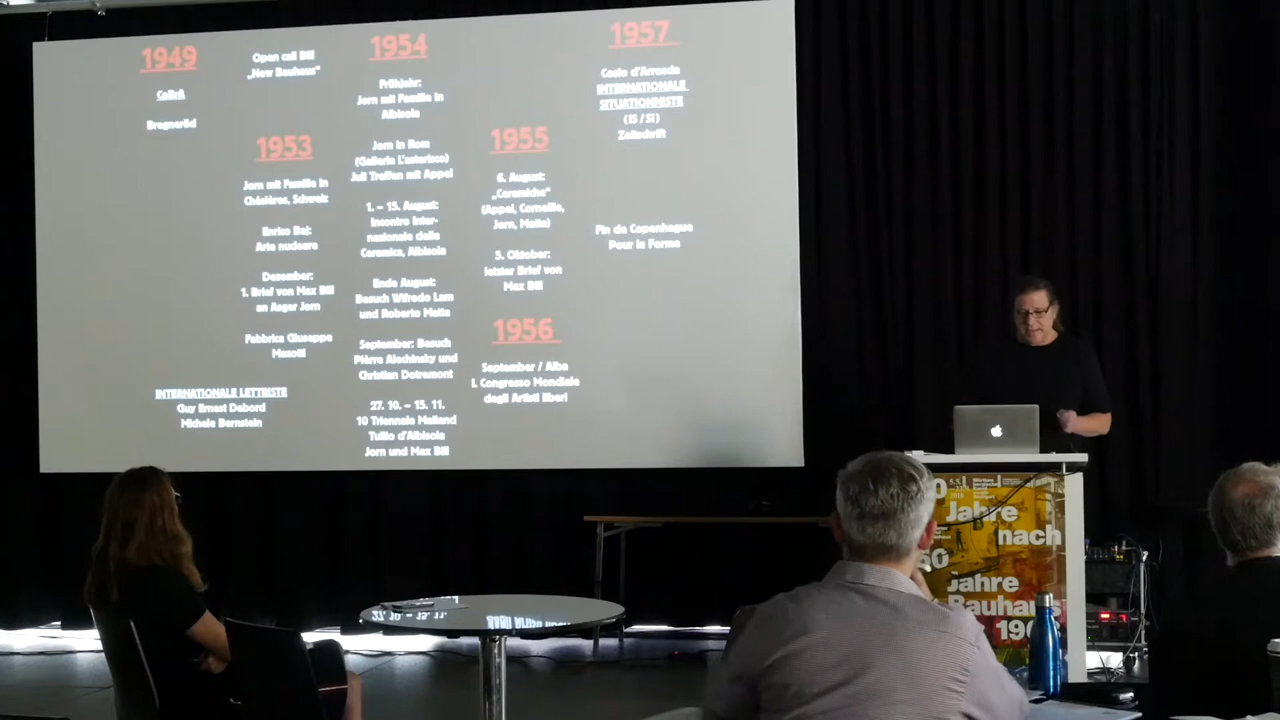 1949
CoBrA
Bregneröd
Open call Bill
„New Bauhaus"
1953
Jorn mit Familie in
Chésières, Schweiz
Enrico Baj:
Arte nucleare
Dezember:
1. Brief von Max Bill
an Asger Jorn
Fabbrica Giuseppe
Mazotti
INTERNATIONALE LETTRISTE
Guy Ernest Debord
Michele Bernstein
1954
Frühjahr:
Jorn mit Familie in
Albisola
Jorn in Rom
(Galleria L'asterisco)
Juli Treffen mit Appel
1. – 15. August:
Incontro Inter-
nazionale della
Ceramica, Albisola
Ende August:
Besuch Wifredo Lam
und Roberto Matta
September: Besuch
Pièrre Alechinsky und
Christian Dotremont
27. 10. – 15. 11.
10 Triennale Mailand
Tullio d'Albisola
Jorn und Max Bill
1955
6. August:
„Ceramiche"
(Appel, Corneille,
Jorn, Matta)
5. Oktober:
letzter Brief von
Max Bill
1956
September / Alba
I. Congresso Mondiale
degli Artisti liberi
1957
Cosio d'Arroscia
INTERNATIONALE
SITUATIONNISTE
(IS / SI)
Zeitschrift
Fin de Copenhague
Pour la Forme
0
2018
Jahre
nach
50
Jahre
Bauhaus
196